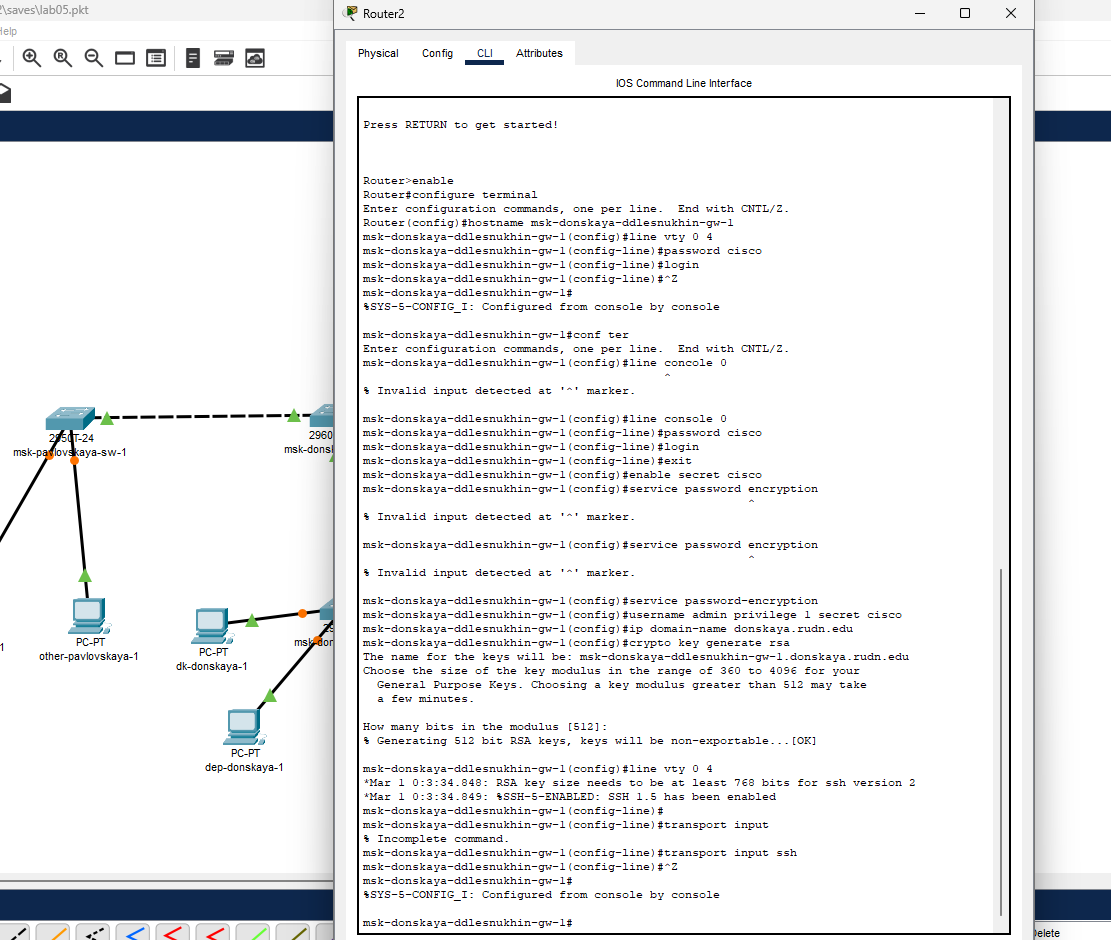 2\saves\lab05.pkt
Help
Router2
Physical
Config
CLI
Attributes
IOS Command Line Interface
Press RETURN to get started!
Router>enable
Router#configure terminal
Enter configuration commands, one per line.  End with CNTL/Z.
Router(config)#hostname msk-donskaya-ddlesnukhin-gw-1
msk-donskaya-ddlesnukhin-gw-1(config)#line vty 0 4
msk-donskaya-ddlesnukhin-gw-1(config-line)#password cisco
msk-donskaya-ddlesnukhin-gw-1(config-line)#login
msk-donskaya-ddlesnukhin-gw-1(config-line)#^Z
msk-donskaya-ddlesnukhin-gw-1#
%SYS-5-CONFIG_I: Configured from console by console
msk-donskaya-ddlesnukhin-gw-1#conf ter
Enter configuration commands, one per line.  End with CNTL/Z.
msk-donskaya-ddlesnukhin-gw-1(config)#line concole 0
^
% Invalid input detected at '^' marker.
msk-donskaya-ddlesnukhin-gw-1(config)#line console 0
msk-donskaya-ddlesnukhin-gw-1(config-line)#password cisco
msk-donskaya-ddlesnukhin-gw-1(config-line)#login
msk-donskaya-ddlesnukhin-gw-1(config-line)#exit
msk-donskaya-ddlesnukhin-gw-1(config)#enable secret cisco
msk-donskaya-ddlesnukhin-gw-1(config)#service password encryption
^
% Invalid input detected at '^' marker.
msk-donskaya-ddlesnukhin-gw-1(config)#service password encryption
^
% Invalid input detected at '^' marker.
msk-donskaya-ddlesnukhin-gw-1(config)#service password-encryption
msk-donskaya-ddlesnukhin-gw-1(config)#username admin privilege 1 secret cisco
msk-donskaya-ddlesnukhin-gw-1(config)#ip domain-name donskaya.rudn.edu
msk-donskaya-ddlesnukhin-gw-1(config)#crypto key generate rsa
The name for the keys will be: msk-donskaya-ddlesnukhin-gw-1.donskaya.rudn.edu
Choose the size of the key modulus in the range of 360 to 4096 for your
General Purpose Keys. Choosing a key modulus greater than 512 may take
a few minutes.
How many bits in the modulus [512]:
% Generating 512 bit RSA keys, keys will be non-exportable...[OK]
msk-donskaya-ddlesnukhin-gw-1(config)#line vty 0 4
*Mar 1 0:3:34.848: RSA key size needs to be at least 768 bits for ssh version 2
*Mar 1 0:3:34.849: %SSH-5-ENABLED: SSH 1.5 has been enabled
msk-donskaya-ddlesnukhin-gw-1(config-line)#
msk-donskaya-ddlesnukhin-gw-1(config-line)#transport input
% Incomplete command.
msk-donskaya-ddlesnukhin-gw-1(config-line)#transport input ssh
msk-donskaya-ddlesnukhin-gw-1(config-line)#^Z
msk-donskaya-ddlesnukhin-gw-1#
%SYS-5-CONFIG_I: Configured from console by console
msk-donskaya-ddlesnukhin-gw-1#
2950T-24
msk-pavlovskaya-sw-1
2960
msk-donsl
PC-PT
other-pavlovskaya-1
PC-PT
dk-donskaya-1
29
msk-don
PC-PT
dep-donskaya-1
1
Delete